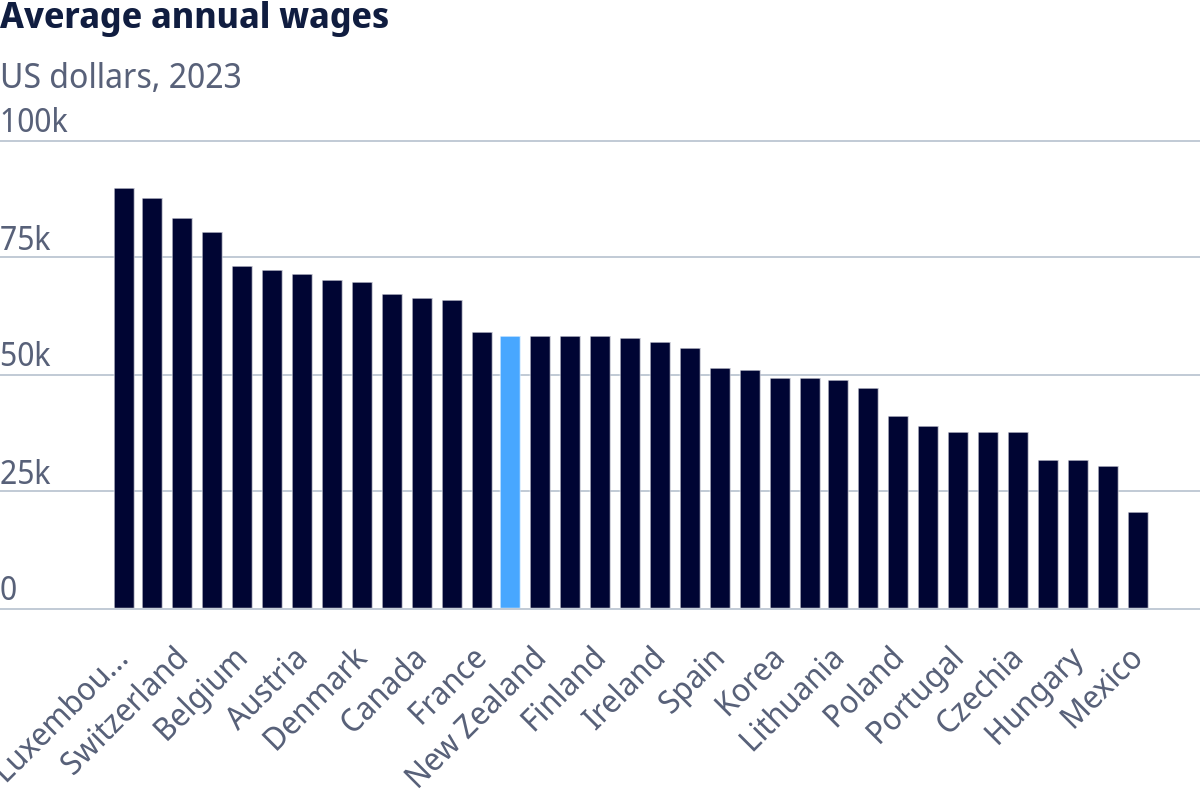 Average annual wages
US dollars, 2023
100k
75k
50k
25k
0
Luxembou...
Switzerland
Belgium
Austria
Denmark
Canada
France
New Zealand
Finland
Ireland
Spain
Korea
Lithuania
Poland
Portugal
Czechia
Hungary
Mexico